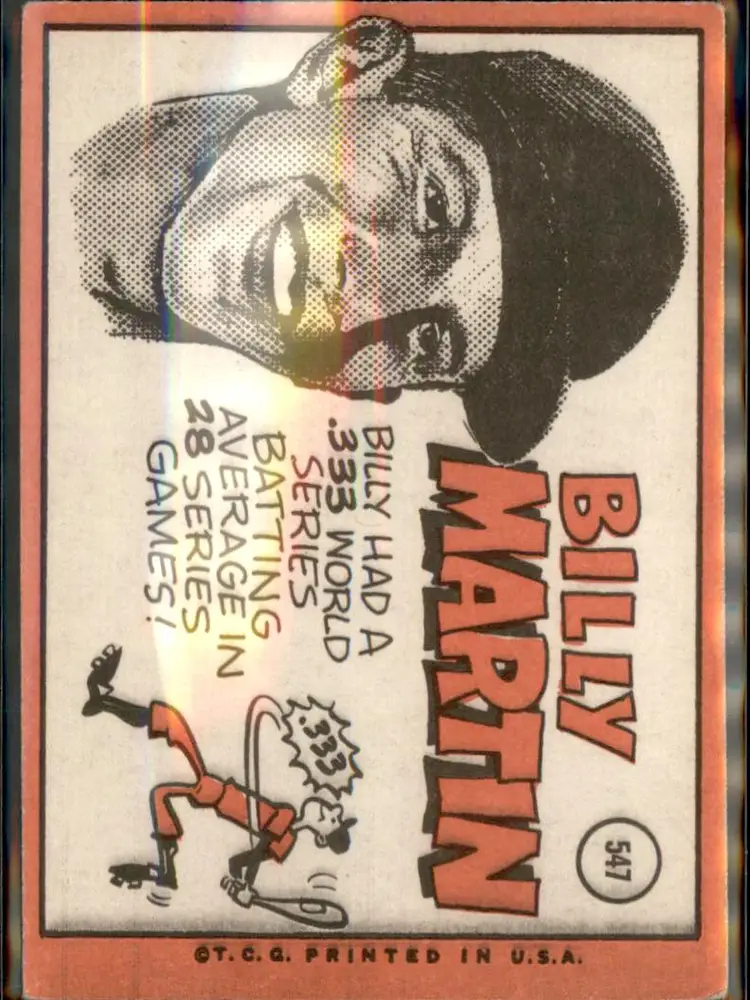 547
BILLY
MARTIN
BILLY HAD A
.333 WORLD
SERIES
BATTING
AVERAGE IN
28 SERIES
GAMES!
.333
©T.C.G. PRINTED IN U.S.A.